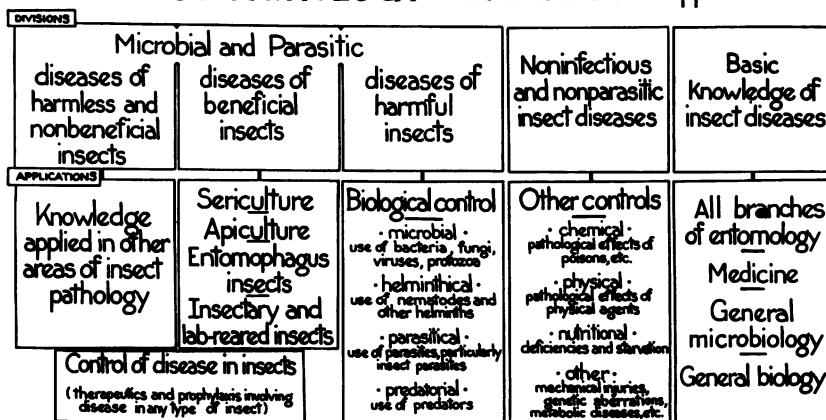 DIVISIONS
Microbial and Parasitic
diseases of
harmless and
nonbeneficial
insects
diseases of
beneficial
insects
diseases of
harmful
insects
Noninfectious
and nonparasitic
insect diseases
Basic
Knowledge of
insect diseases
APPLICATIONS
Knowledge
applied in other
areas of insect
pathology
Sericulture
Apiculture
Entomophagus
insects
Insectary and
lab-reared insects
Control of disease in insects
(therapeutics and prophylaxis involving
disease in any type of insect)
Biological control
· microbial ·
use of bacteria, fungi,
viruses, protozoa
· helminthical ·
use of nematodes and
other helminths
· parasitical ·
use of parasites, particularly
insect parasites
· predatorial ·
use of predators
Other controls
· chemical ·
pathological effects of
poisons, etc.
· physical ·
pathological effects of
physical agents
· nutritional ·
deficiencies and starvation
· other ·
mechanical injuries,
genetic aberrations,
metabolic diseases, etc.
All branches
of entomology
Medicine
General
microbiology
General biology